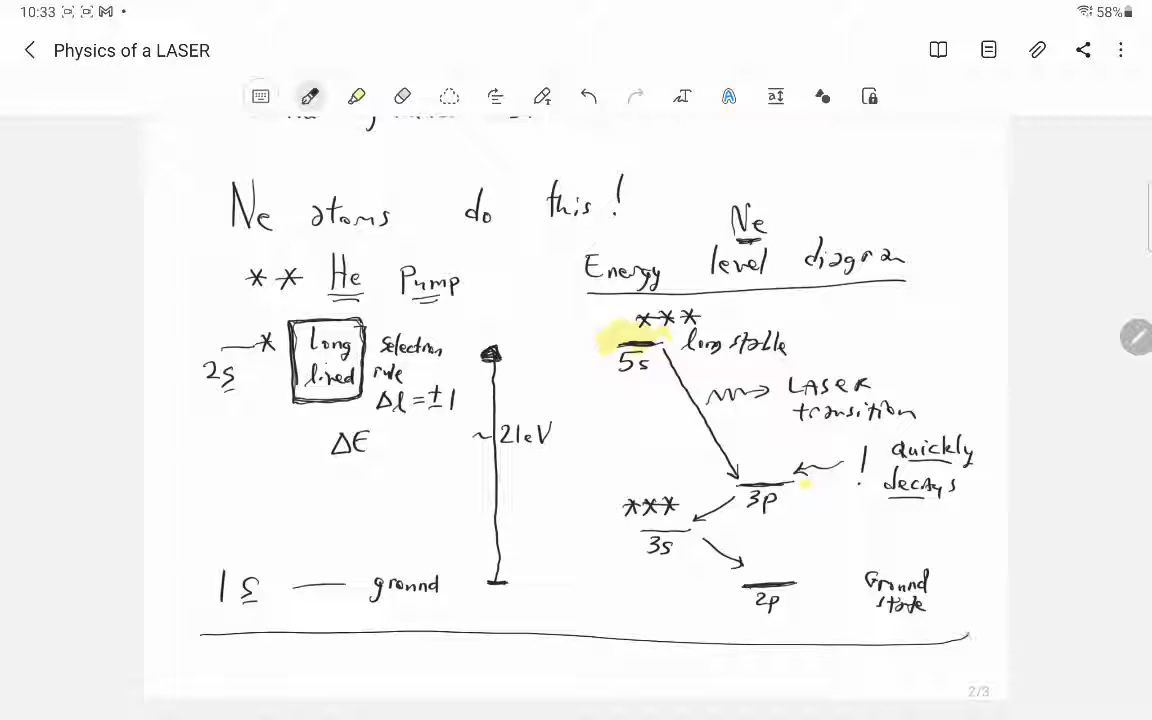 10:33
58%
Physics of a LASER
Ne atoms do this!
** He Pump
2s * Long lived
selection rule
Δl = ±1
ΔE
~21eV
1s ground
Ne
Energy level diagram
***
5s long stable
LASER transition
! Quickly decays
3p
***
3s
2p
Ground state
2/3